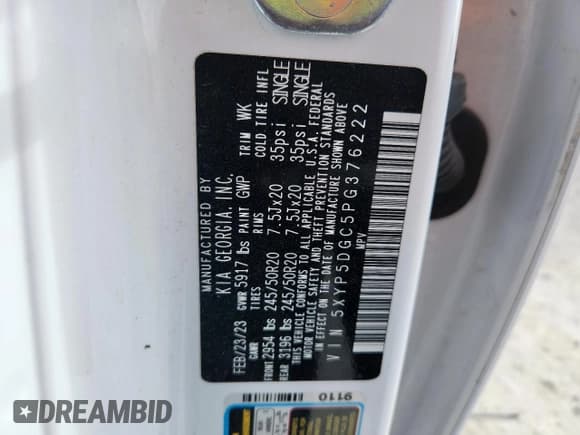 MANUFACTURED BY
KIA GEORGIA, INC.
FEB/23/23 GVWR 5917 lbs PAINT GWP TRIM WK
GAWR TIRES RIMS COLD TIRE INFL
FRONT 2954 lbs 245/50R20 7.5Jx20 35psi SINGLE
REAR 3196 lbs 245/50R20 7.5Jx20 35psi SINGLE
THIS VEHICLE CONFORMS TO ALL APPLICABLE U.S.A. FEDERAL
MOTOR VEHICLE SAFETY AND THEFT PREVENTION STANDARDS
IN EFFECT ON THE DATE OF MANUFACTURE SHOWN ABOVE
VIN 5XYP5DGC5PG376222
MPV
9110
DREAMBID